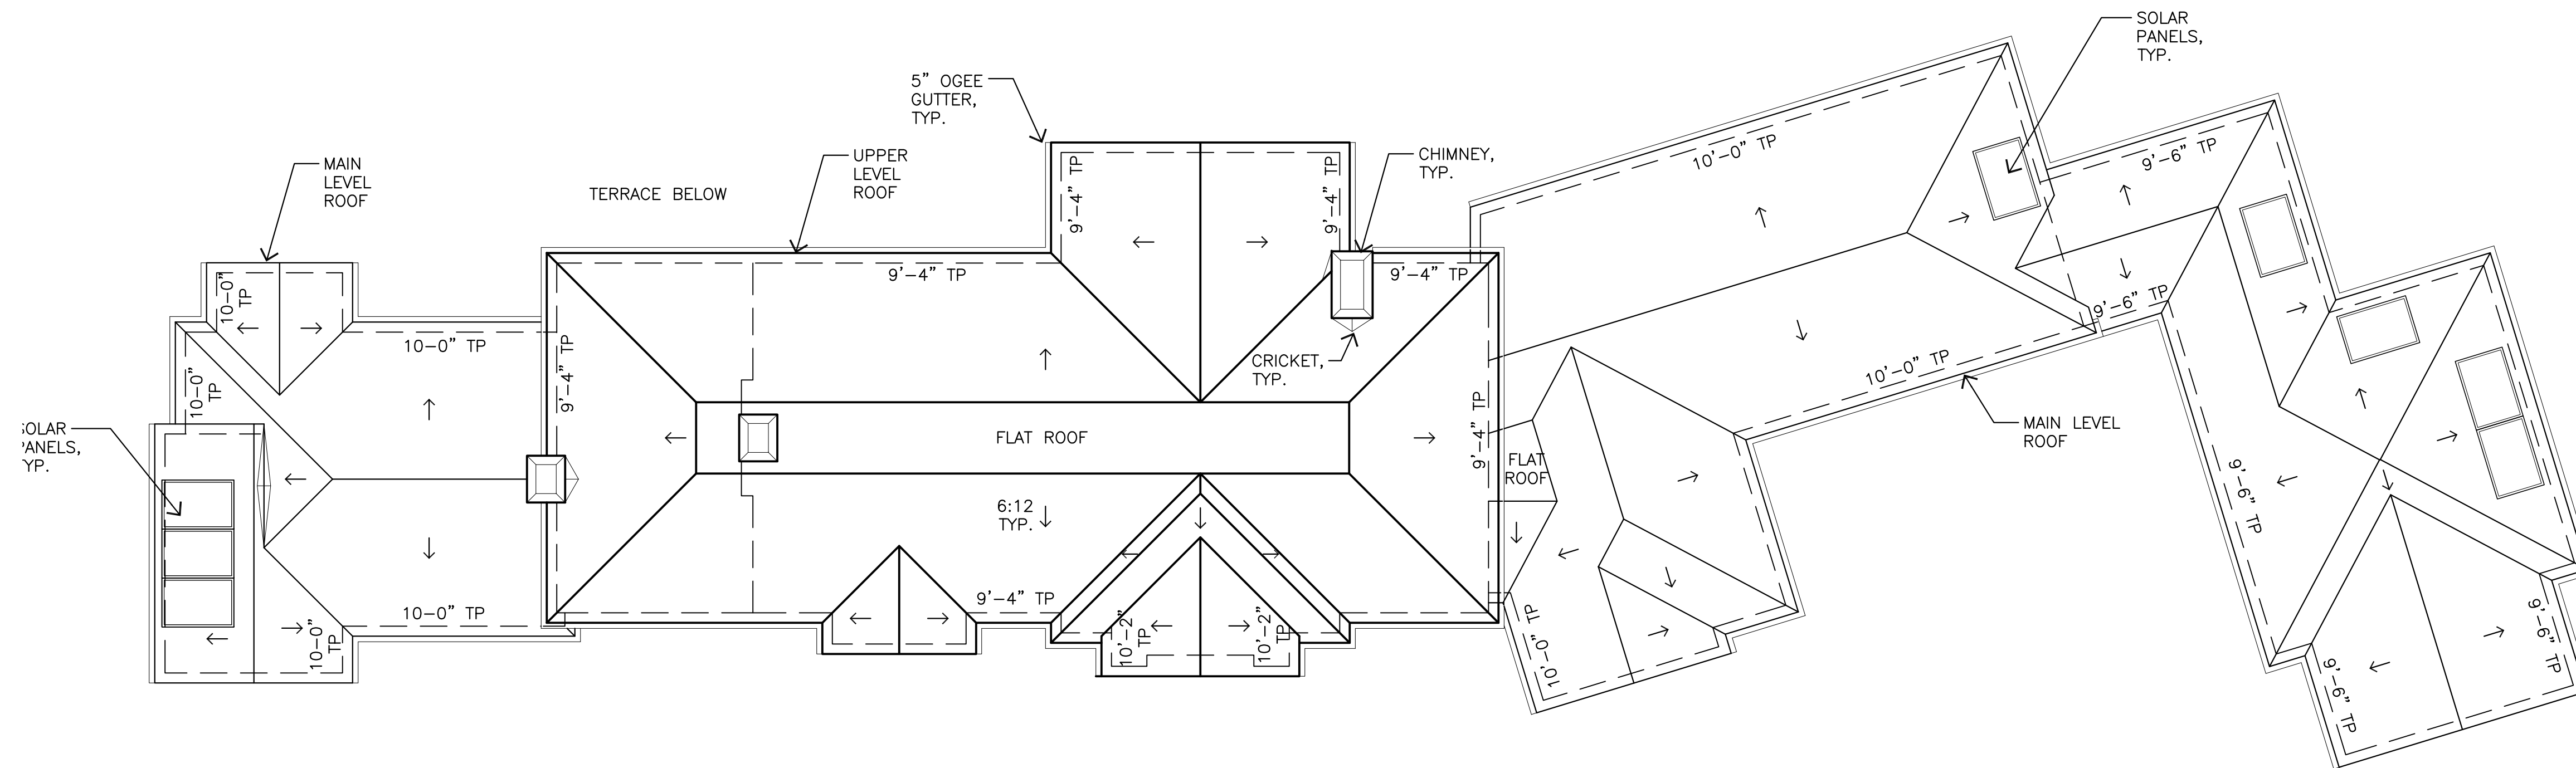 SOLAR
PANELS,
TYP.
5” OGEE
GUTTER,
TYP.
MAIN
LEVEL
ROOF
UPPER
LEVEL
ROOF
CHIMNEY,
TYP.
TERRACE BELOW
10’-0” TP
9’-6” TP
9’-4” TP
9’-4” TP
9’-4” TP
9’-4” TP
10-0”
TP
10-0” TP
10-0”
TP
9’-4” TP
CRICKET,
TYP.
9’-4” TP
9’-6” TP
10’-0” TP
MAIN LEVEL
ROOF
SOLAR
PANELS,
TYP.
FLAT ROOF
FLAT
ROOF
6:12
TYP.
9’-6” TP
10-0” TP
10-0”
TP
9’-4” TP
10’-2”
TP
10’-2”
TP
10’-0” TP
9’-6” TP
9’-6” TP